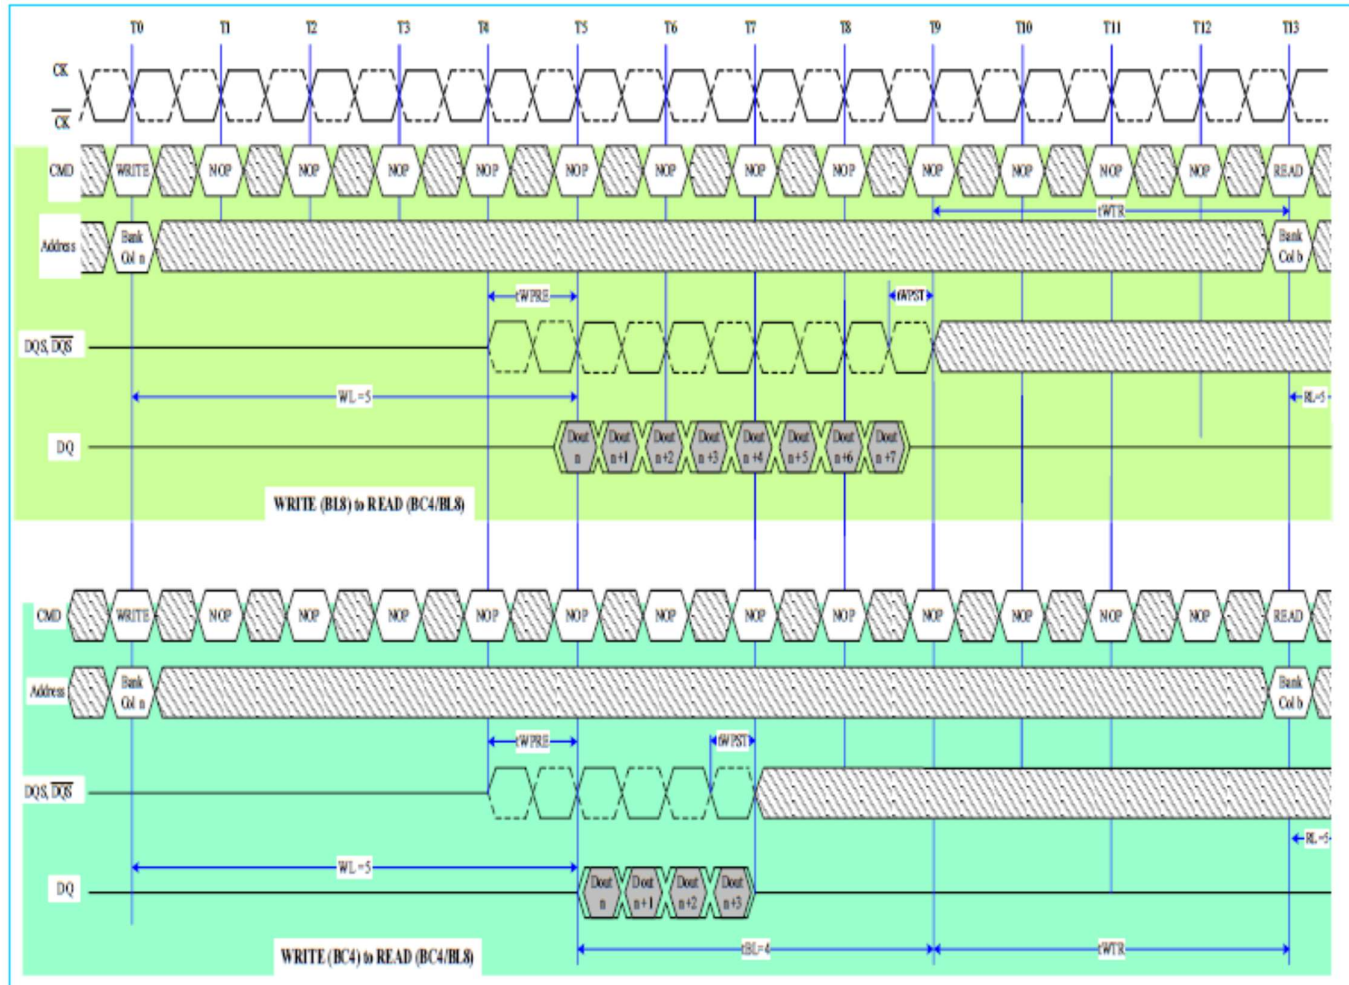 T0 T1 T2 T3 T4 T5 T6 T7 T8 T9 T10 T11 T12 T13
CK
CK
CMD WRITE NOP NOP NOP NOP NOP NOP NOP NOP NOP NOP NOP NOP READ
tWTR
Address Bank Col n Bank Col b
tWPRE tWPST
DQS, DQS
WL=5 RL=5
DQ Dout n Dout n+1 Dout n+2 Dout n+3 Dout n+4 Dout n+5 Dout n+6 Dout n+7
WRITE (BL8) to READ (BC4/BL8)
CMD WRITE NOP NOP NOP NOP NOP NOP NOP NOP NOP NOP NOP NOP READ
Address Bank Col n Bank Col b
tWPRE tWPST
DQS, DQS
RL=5
WL=5
DQ Dout n Dout n+1 Dout n+2 Dout n+3
tBL=4 tWTR
WRITE (BC4) to READ (BC4/BL8)